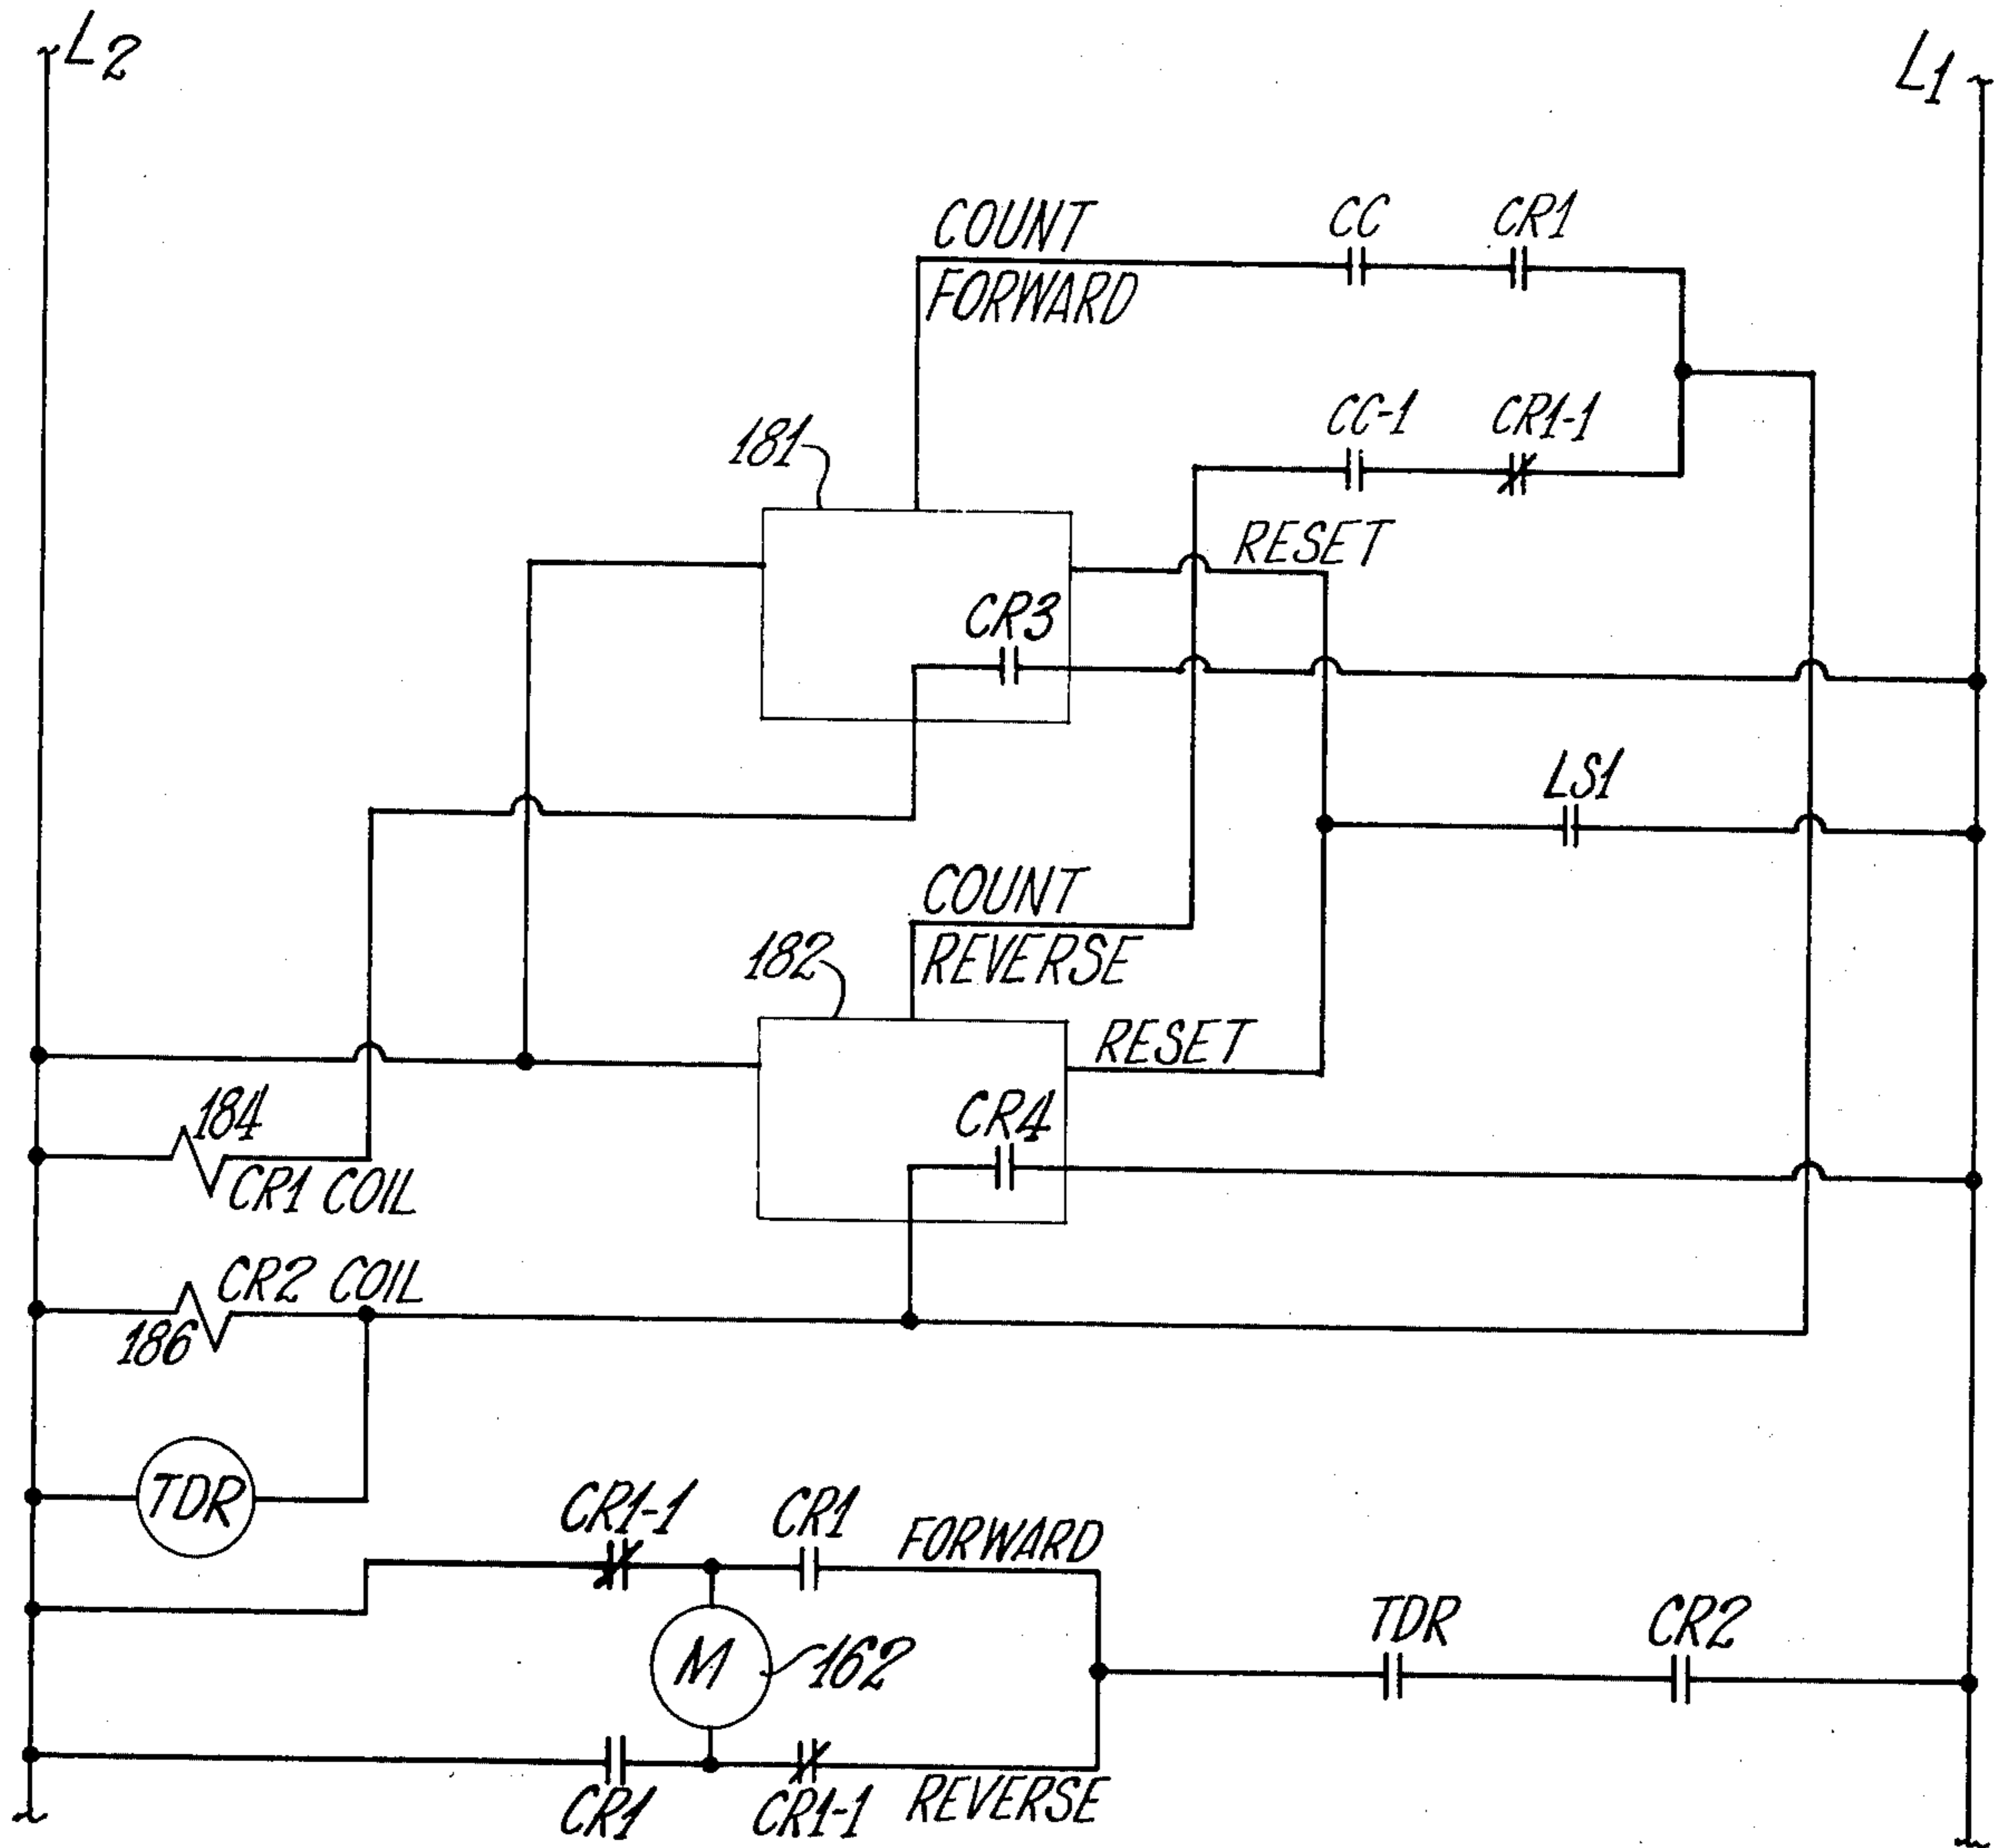 L2
L1
COUNT
FORWARD
CC
CR1
CC-1
CR1-1
181
RESET
CR3
LS1
COUNT
REVERSE
182
RESET
184
CR1 COIL
CR4
CR2 COIL
186
TDR
CR1-1
CR1
FORWARD
M
162
TDR
CR2
CR1
CR1-1
REVERSE